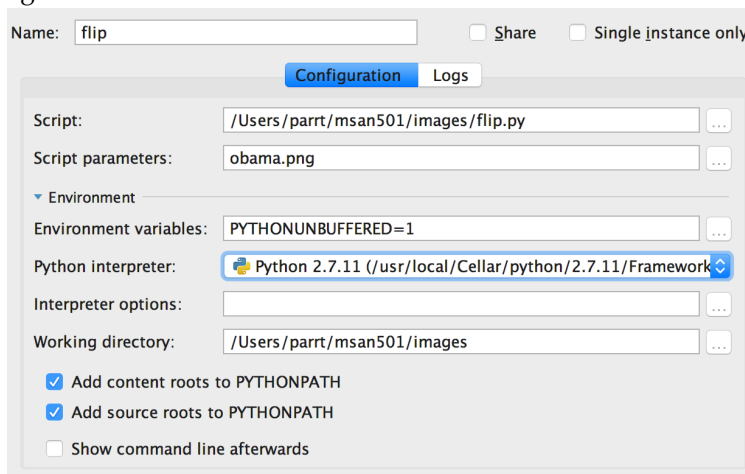 Name: flip Share Single instance only
Configuration Logs
Script: /Users/parrt/msan501/images/flip.py ...
Script parameters: obama.png ...
Environment
Environment variables: PYTHONUNBUFFERED=1 ...
Python interpreter: Python 2.7.11 (/usr/local/Cellar/python/2.7.11/Framework
Interpreter options: ...
Working directory: /Users/parrt/msan501/images ...
Add content roots to PYTHONPATH
Add source roots to PYTHONPATH
Show command line afterwards